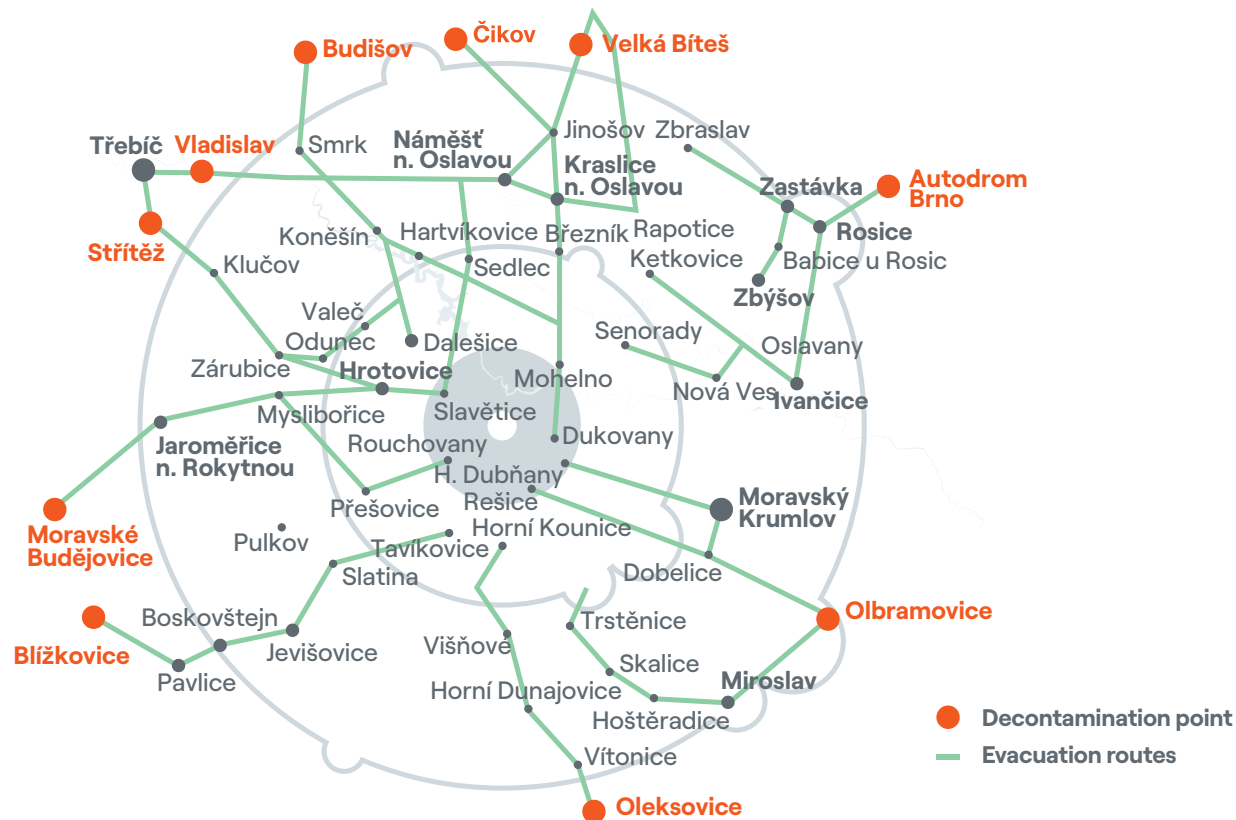 Čikov
Budišov
Velká Bíteš
Jinošov
Zbraslav
Třebíč
Vladislav
Smrk
Náměšť
n. Oslavou
Kraslice
n. Oslavou
Zastávka
Autodrom
Brno
Střítěž
Koněšín
Hartvíkovice
Březník
Rapotice
Rosice
Klučov
Sedlec
Ketkovice
Babice u Rosic
Zbýšov
Valeč
Odunec
Dalešice
Senorady
Oslavany
Zárubice
Hrotovice
Mohelno
Nová Ves
Ivančice
Myslibořice
Slavětice
Jaroměřice
n. Rokytnou
Rouchovany
Dukovany
H. Dubňany
Rešice
Moravský
Krumlov
Přešovice
Moravské
Budějovice
Pulkov
Tavíkovice
Horní Kounice
Slatina
Dobelice
Boskovštejn
Olbramovice
Blížkovice
Jevišovice
Višňové
Trstěnice
Pavlice
Skalice
Horní Dunajovice
Miroslav
Hoštěradice
Decontamination point
Vítonice
Evacuation routes
Oleksovice